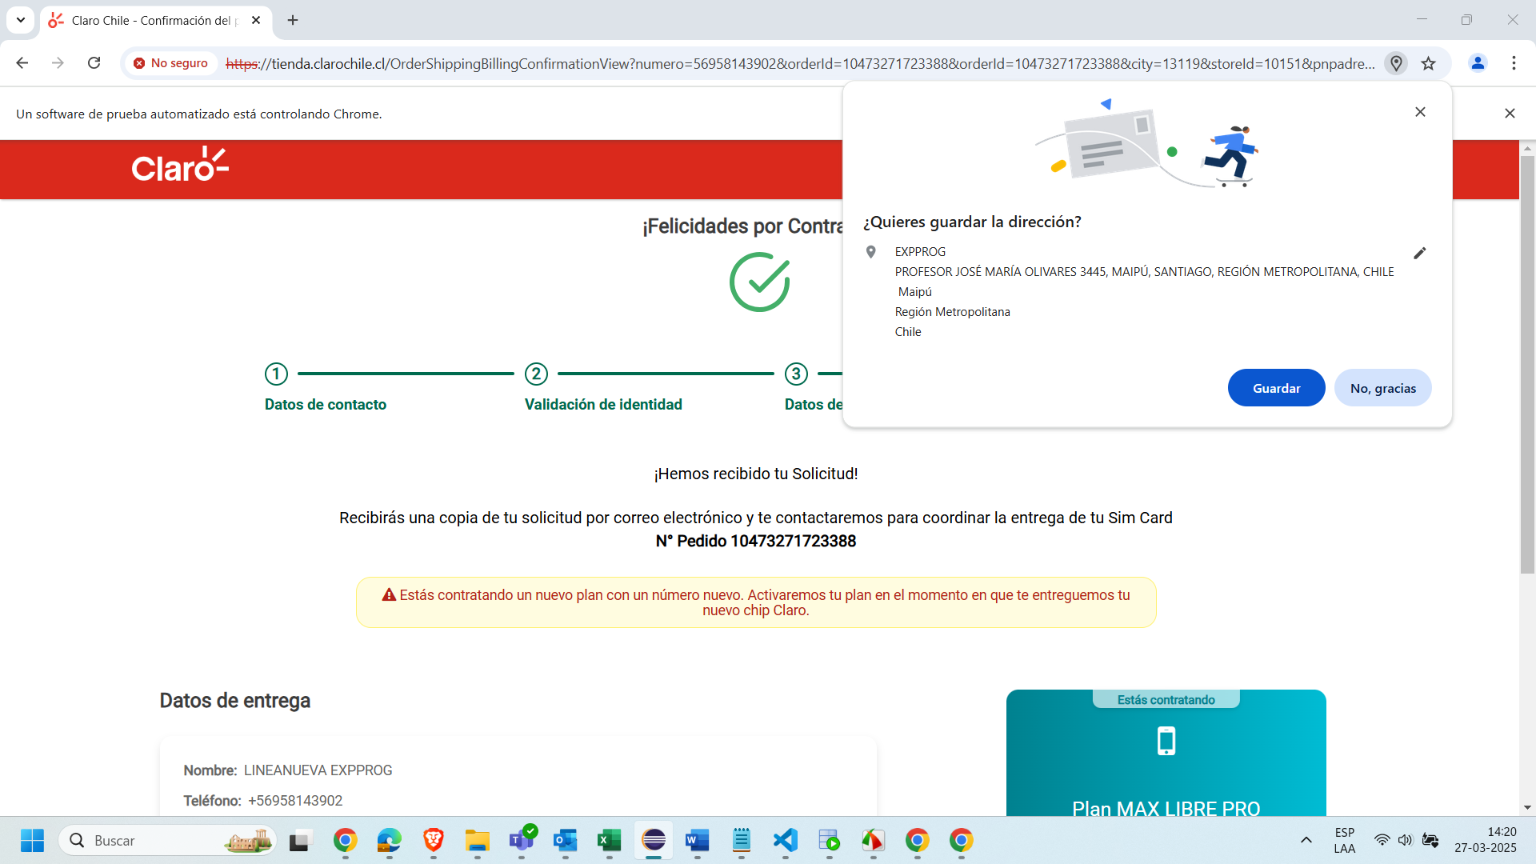 Claro Chile - Confirmación del p
No seguro
https://tienda.clarochile.cl/OrderShippingBillingConfirmationView?numero=56958143902&orderId=10473271723388&orderId=10473271723388&city=13119&storeId=10151&pnpadre...
Un software de prueba automatizado está controlando Chrome.
Claro
¡Felicidades por Contra
¿Quieres guardar la dirección?
EXPPROG
PROFESOR JOSÉ MARÍA OLIVARES 3445, MAIPÚ, SANTIAGO, REGIÓN METROPOLITANA, CHILE
Maipú
Región Metropolitana
Chile
Guardar
No, gracias
1
Datos de contacto
2
Validación de identidad
3
Datos de
¡Hemos recibido tu Solicitud!
Recibirás una copia de tu solicitud por correo electrónico y te contactaremos para coordinar la entrega de tu Sim Card
N° Pedido 10473271723388
Estás contratando un nuevo plan con un número nuevo. Activaremos tu plan en el momento en que te entreguemos tu
nuevo chip Claro.
Datos de entrega
Nombre: LINEANUEVA EXPPROG
Teléfono: +56958143902
Estás contratando
Plan MAX LIBRE PRO
Buscar
ESP
LAA
14:20
27-03-2025